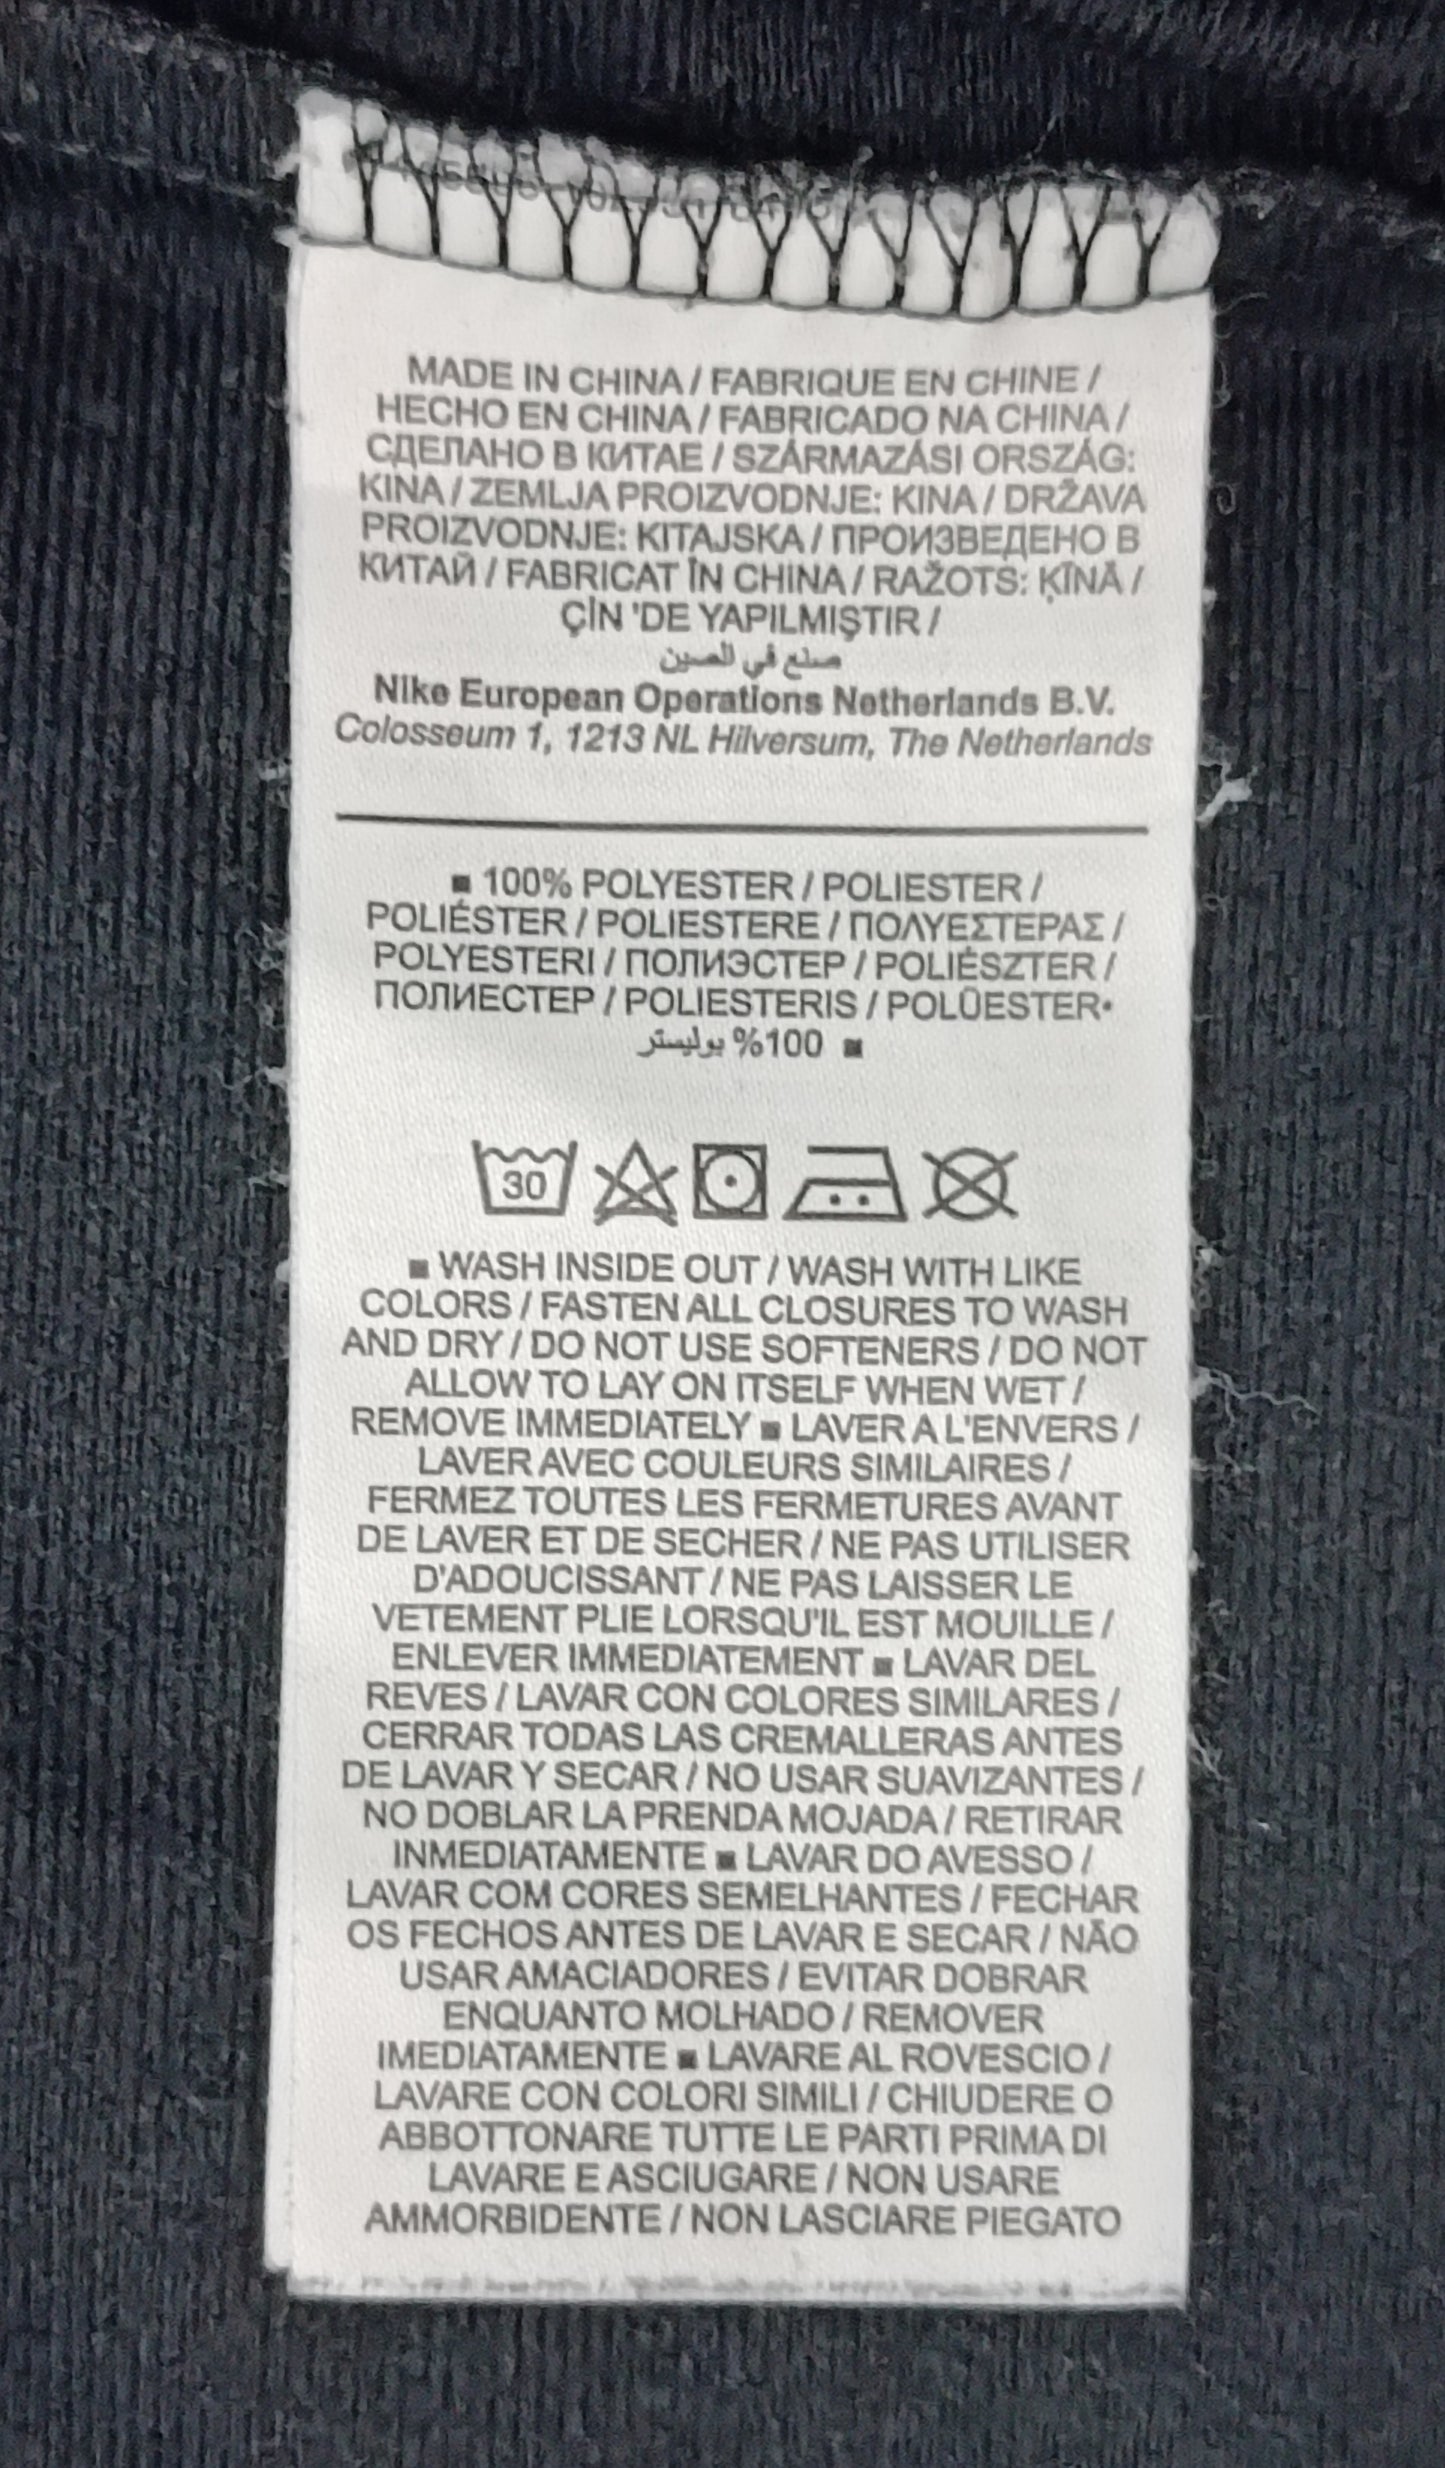 MADE IN CHINA / FABRIQUE EN CHINE /
HECHO EN CHINA / FABRICADO NA CHINA /
СДЕЛАНО В КИТАЕ / SZÁRMAZÁSI ORSZÁG:
KINA / ZEMLJA PROIZVODNJE: KINA / DRŽAVA
PROIZVODNJE: KITAJSKA / ПРОИЗВЕДЕНО В
КИТАЙ / FABRICAT ÎN CHINA / RAŽOTS: ĶĪNĀ /
ÇİN 'DE YAPILMIŞTIR /
صنع في الصين
Nike European Operations Netherlands B.V.
Colosseum 1, 1213 NL Hilversum, The Netherlands
■ 100% POLYESTER / POLIESTER /
POLIÉSTER / POLIESTERE / ΠΟΛΥΕΣΤΕΡΑΣ /
POLYESTERI / ПОЛИЭСТЕР / POLIÉSZTER /
ПОЛИЕСТЕР / POLIESTERIS / POLÜESTER•
■ 100% بوليستر
30
■ WASH INSIDE OUT / WASH WITH LIKE
COLORS / FASTEN ALL CLOSURES TO WASH
AND DRY / DO NOT USE SOFTENERS / DO NOT
ALLOW TO LAY ON ITSELF WHEN WET /
REMOVE IMMEDIATELY ■ LAVER A L'ENVERS /
LAVER AVEC COULEURS SIMILAIRES /
FERMEZ TOUTES LES FERMETURES AVANT
DE LAVER ET DE SECHER / NE PAS UTILISER
D'ADOUCISSANT / NE PAS LAISSER LE
VETEMENT PLIE LORSQU'IL EST MOUILLE /
ENLEVER IMMEDIATEMENT ■ LAVAR DEL
REVES / LAVAR CON COLORES SIMILARES /
CERRAR TODAS LAS CREMALLERAS ANTES
DE LAVAR Y SECAR / NO USAR SUAVIZANTES /
NO DOBLAR LA PRENDA MOJADA / RETIRAR
INMEDIATAMENTE ■ LAVAR DO AVESSO /
LAVAR COM CORES SEMELHANTES / FECHAR
OS FECHOS ANTES DE LAVAR E SECAR / NÃO
USAR AMACIADORES / EVITAR DOBRAR
ENQUANTO MOLHADO / REMOVER
IMEDIATAMENTE ■ LAVARE AL ROVESCIO /
LAVARE CON COLORI SIMILI / CHIUDERE O
ABBOTTONARE TUTTE LE PARTI PRIMA DI
LAVARE E ASCIUGARE / NON USARE
AMMORBIDENTE / NON LASCIARE PIEGATO